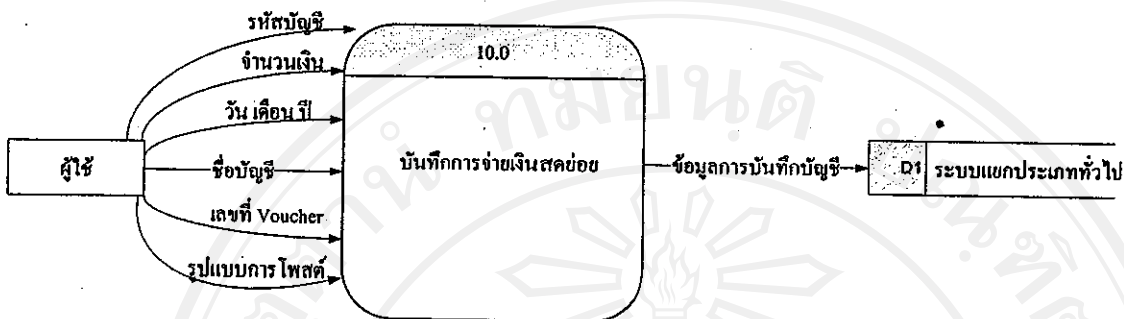 รหัสบัญชี
จำนวนเงิน
วัน เดือน ปี
ชื่อบัญชี
เลขที่ Voucher
รูปแบบการโพสต์
ผู้ใช้
10.0
บันทึกการจ่ายเงินสดย่อย
ข้อมูลการบันทึกบัญชี
D1 ระบบแยกประเภททั่วไป